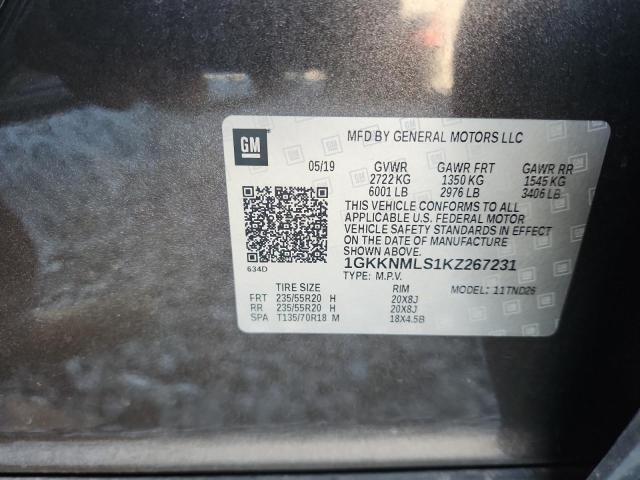 GM
MFD BY GENERAL MOTORS LLC
05/19 GVWR GAWR FRT GAWR RR
2722 KG 1350 KG 1545 KG
6001 LB 2976 LB 3406 LB
THIS VEHICLE CONFORMS TO ALL
APPLICABLE U.S. FEDERAL MOTOR
VEHICLE SAFETY STANDARDS IN EFFECT
ON THE DATE OF MANUFACTURE
SHOWN ABOVE.
634D
1GKKNMLS1KZ267231
TYPE: M.P.V. MODEL: 11TND26
TIRE SIZE RIM
FRT 235/55R20 H 20X8J
RR 235/55R20 H 20X8J
SPA T135/70R18 M 18X4.5B